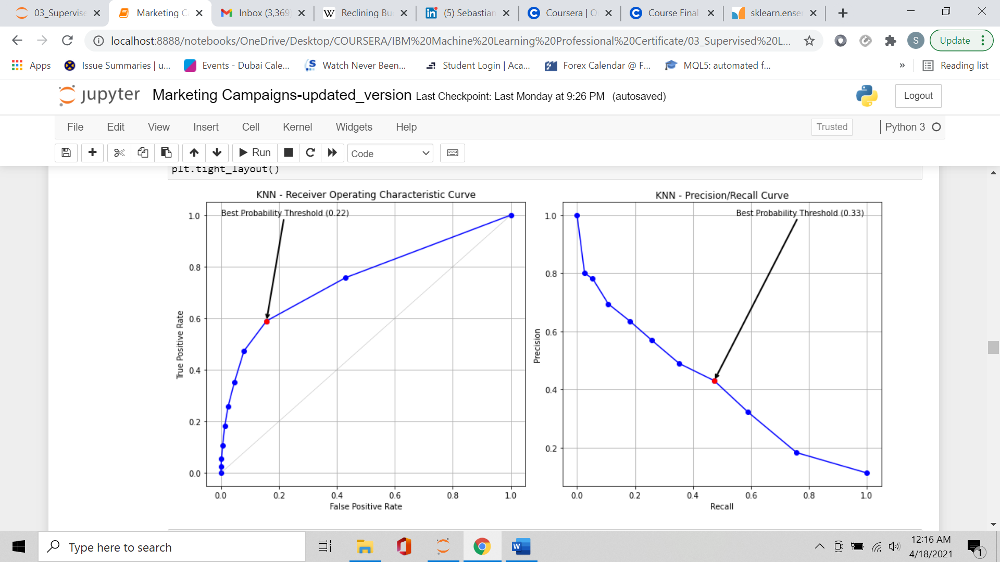 03_Supervise
Marketing C
Inbox (3,369
Reclining Bu
(5) Sebastian
Coursera | O
Course Final
sklearn.ense
localhost:8888/notebooks/OneDrive/Desktop/COURSERA/IBM%20Machine%20Learning%20Professional%20Certificate/03_Supervised%20L...
S
Update
Apps
Issue Summaries | u...
Events - Dubai Cale...
Watch Never Been...
Student Login | Aca...
Forex Calendar @ F...
MQL5: automated f...
»
Reading list
jupyter Marketing Campaigns-updated_version Last Checkpoint: Last Monday at 9:26 PM (autosaved)
Logout
File Edit View Insert Cell Kernel Widgets Help
Trusted
Python 3
Run
Code
plt.tight_layout()
KNN - Receiver Operating Characteristic Curve
Best Probability Threshold (0.22)
1.0
0.8
0.6
0.4
0.2
0.0
True Positive Rate
0.0 0.2 0.4 0.6 0.8 1.0
False Positive Rate
KNN - Precision/Recall Curve
Best Probability Threshold (0.33)
1.0
0.8
0.6
0.4
0.2
Precision
0.0 0.2 0.4 0.6 0.8 1.0
Recall
Type here to search
W
12:16 AM
4/18/2021
1